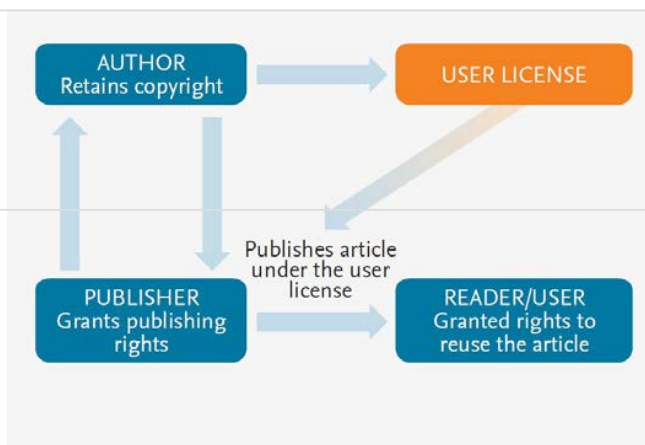 AUTHOR
Retains copyright
USER LICENSE
Publishes article
under the user
license
PUBLISHER
Grants publishing
rights
READER/USER
Granted rights to
reuse the article